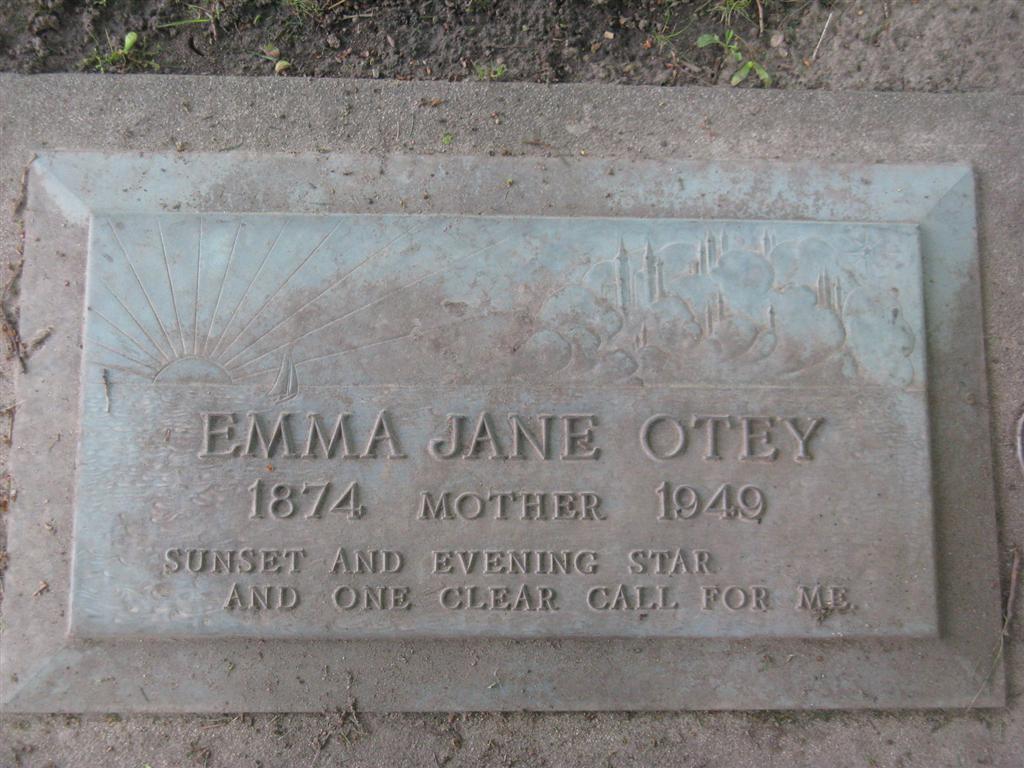 EMMA JANE OTEY
1874 MOTHER 1949
SUNSET AND EVENING STAR
AND ONE CLEAR CALL FOR ME.